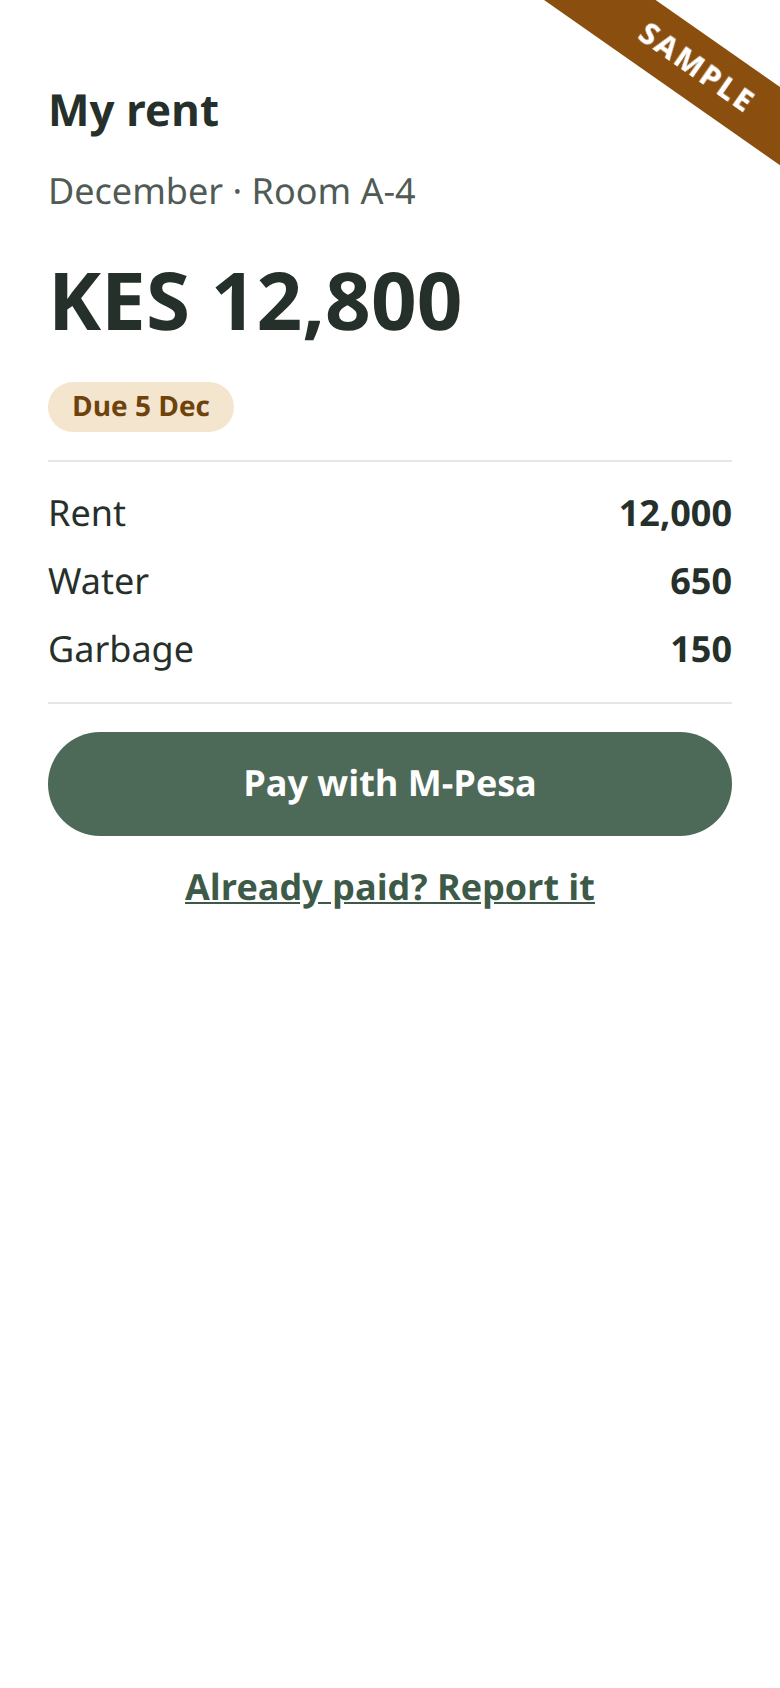 SAMPLE
My rent
December · Room A-4
KES 12,800
Due 5 Dec
Rent 12,000
Water 650
Garbage 150
Pay with M-Pesa
Already paid? Report it